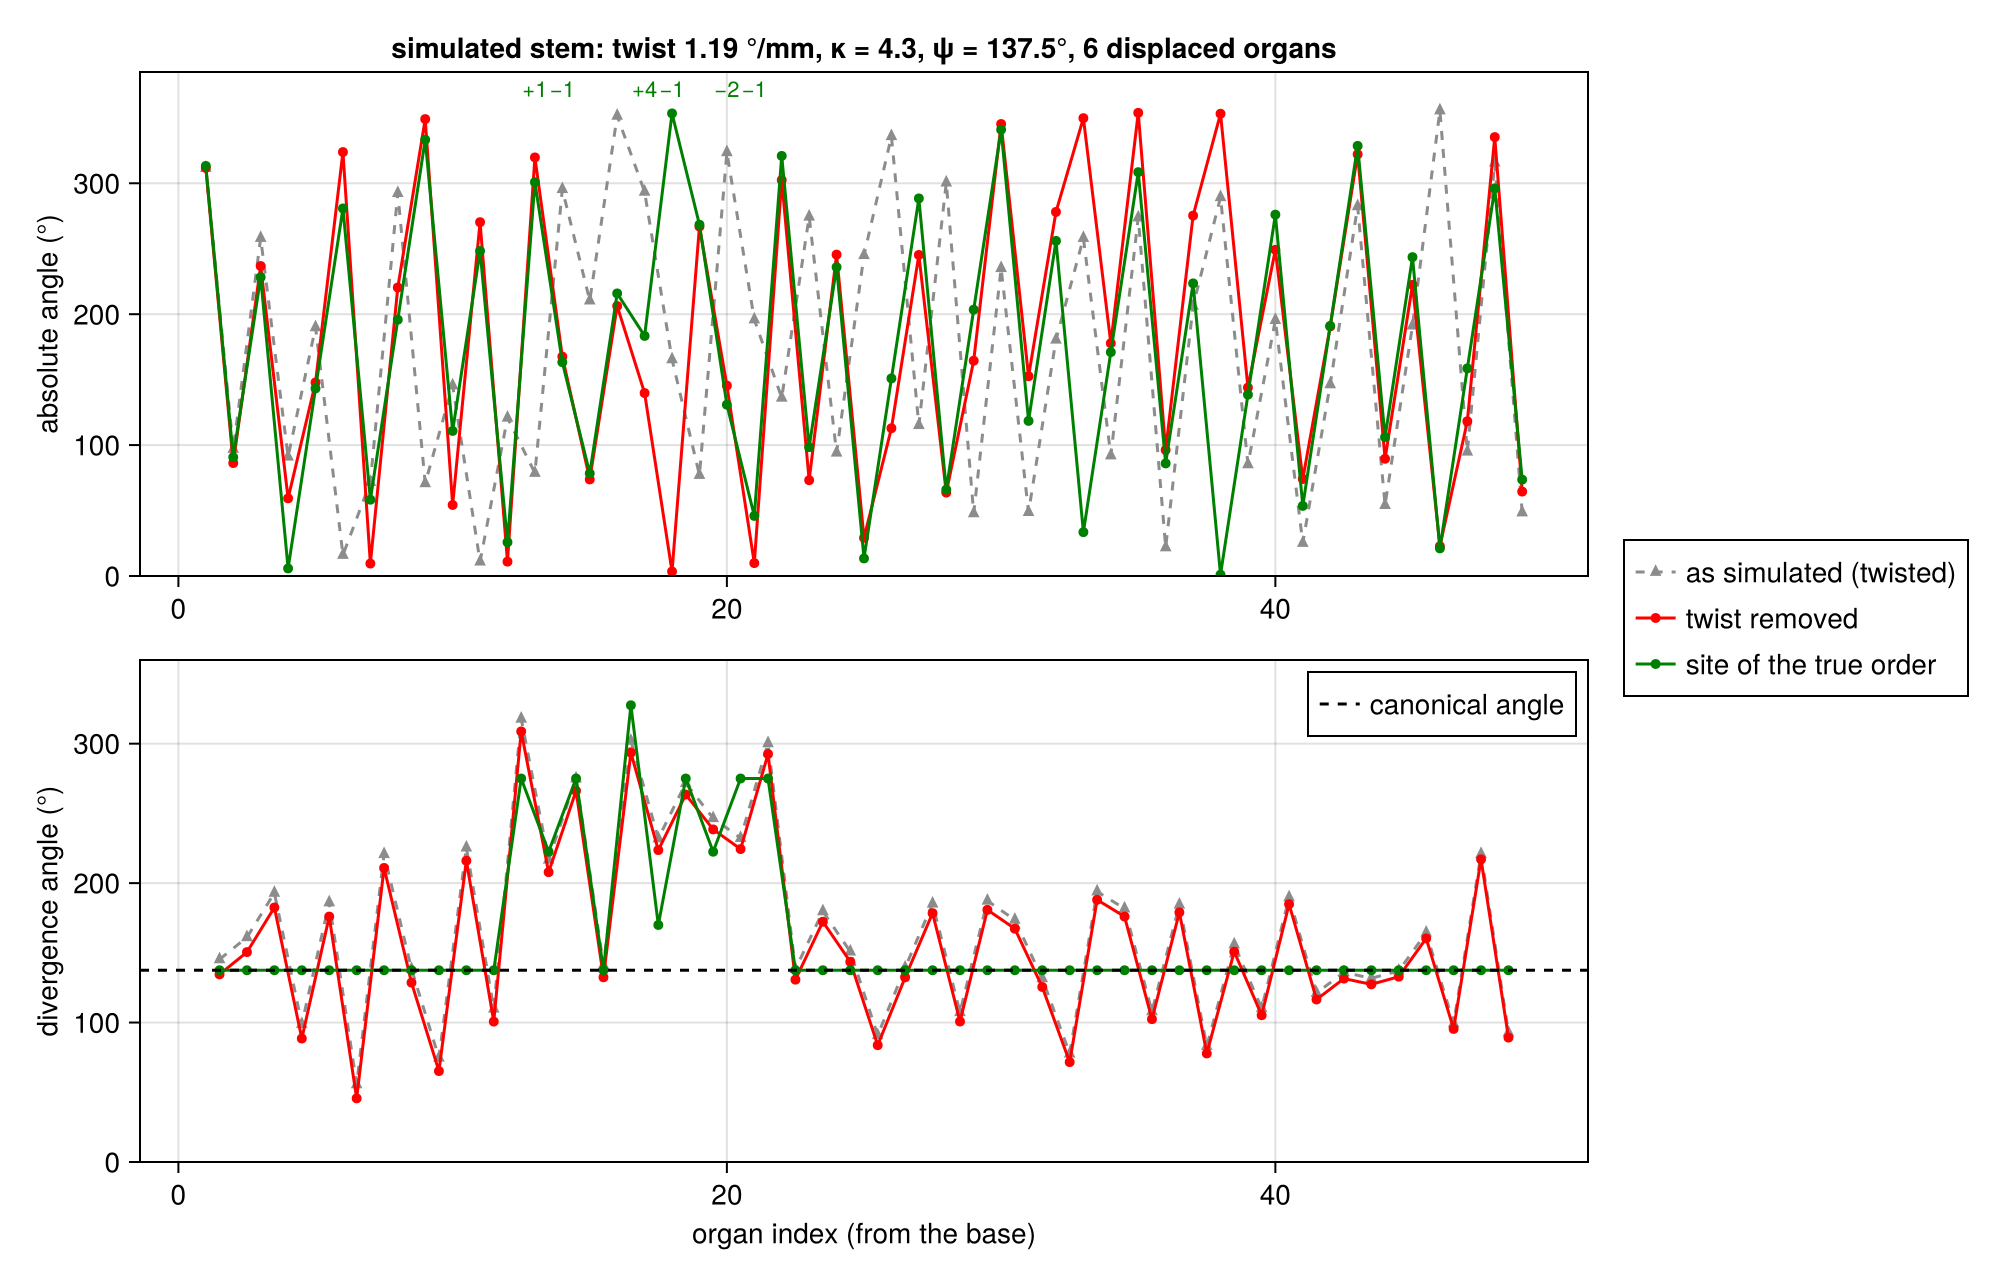 simulated stem: twist 1.19 °/mm, κ = 4.3, ψ = 137.5°, 6 displaced organs
+1 −1 +4 −1 −2 −1
absolute angle (°)
300
200
100
0
0 20 40
as simulated (twisted)
twist removed
site of the true order
canonical angle
divergence angle (°)
300
200
100
0
0 20 40
organ index (from the base)